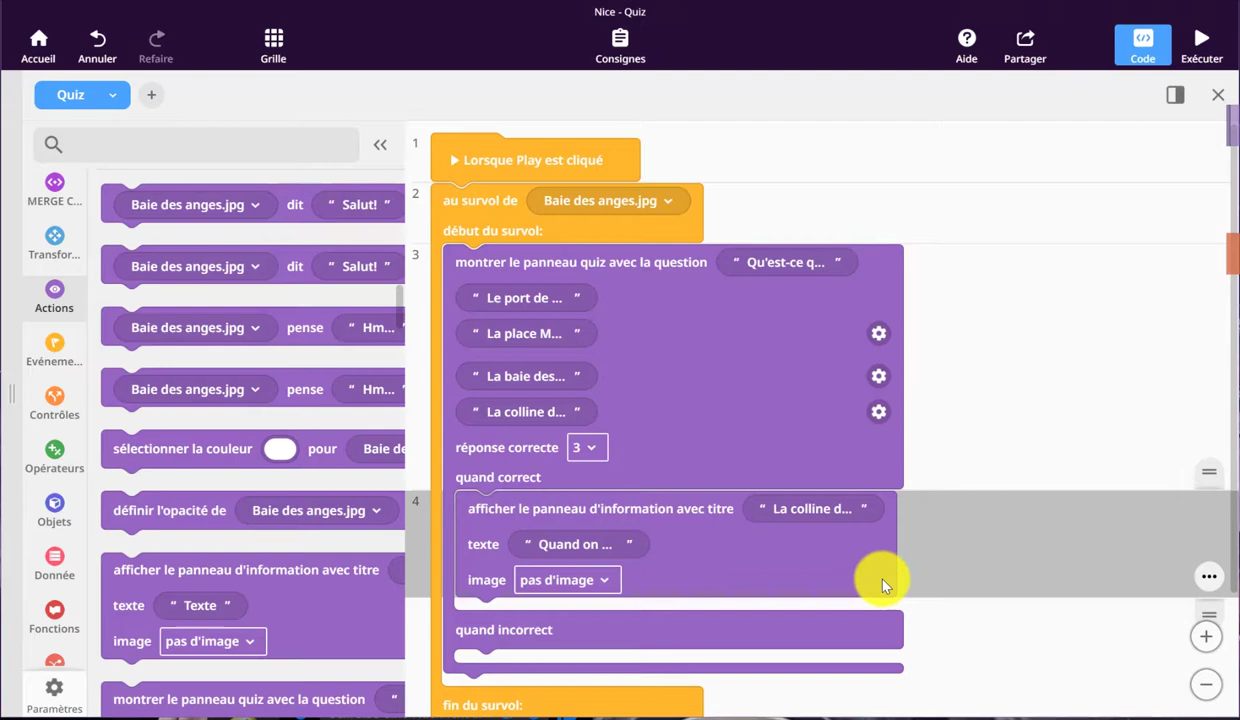 Nice - Quiz
Accueil
Annuler
Refaire
Grille
Consignes
Aide
Partager
Code
Exécuter
Quiz
MERGE C...
Transfor...
Actions
Evéneme...
Contrôles
Opérateurs
Objets
Donnée
Fonctions
Paramètres
Baie des anges.jpg dit “ Salut! ”
Baie des anges.jpg dit “ Salut! ”
Baie des anges.jpg pense “ Hm...
Baie des anges.jpg pense “ Hm...
sélectionner la couleur pour Baie de
définir l'opacité de Baie des anges.jpg
afficher le panneau d'information avec titre
texte “ Texte ”
image pas d'image
montrer le panneau quiz avec la question “
1
Lorsque Play est cliqué
2
au survol de Baie des anges.jpg
début du survol:
3
montrer le panneau quiz avec la question “ Qu'est-ce q... ”
“ Le port de ... ”
“ La place M... ”
“ La baie des... ”
“ La colline d... ”
réponse correcte 3
quand correct
4
afficher le panneau d'information avec titre “ La colline d... ”
texte “ Quand on ... ”
image pas d'image
quand incorrect
fin du survol: